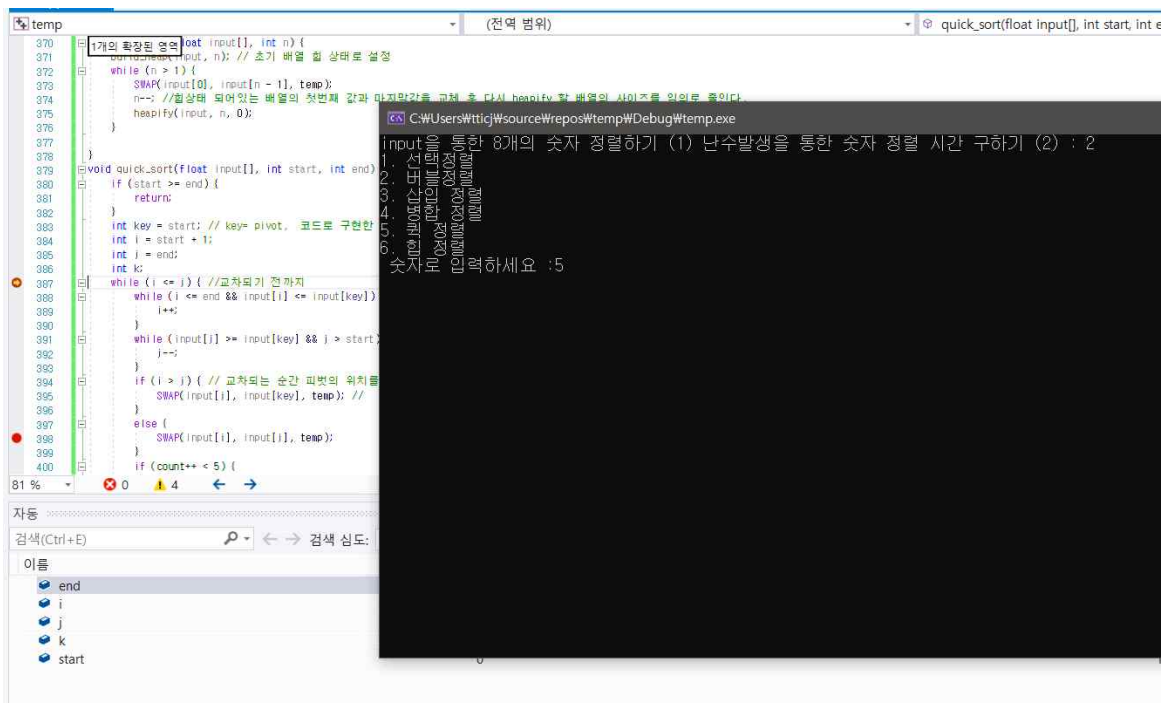 temp
(전역 범위)
quick_sort(float input[], int start, int e
370 1개의 확장된 영역 loat input[], int n) {
371 build_heap(input, n); // 초기 배열 힙 상태로 설정
372 while (n > 1) {
373 SWAP(input[0], input[n - 1], temp);
374 n--; //힙상태 되어있는 배열의 첫번째 값과 마지막값을 교체 후 다시 heapify 할 배열의 사이즈를 임의로 줄인다.
375 heapify(input, n, 0);
376 }
377
378 }
379 void quick_sort(float input[], int start, int end)
380 if (start >= end) {
381 return;
382 }
383 int key = start; // key= pivot, 코드로 구현한
384 int i = start + 1;
385 int j = end;
386 int k;
387 while (i <= j) { //교차되기 전까지
388 while (i <= end && input[i] <= input[key])
389 i++;
390 }
391 while (input[j] >= input[key] && j > start)
392 j--;
393 }
394 if (i > j) { // 교차되는 순간 피벗의 위치를
395 SWAP(input[j], input[key], temp); //
396 }
397 else {
398 SWAP(input[i], input[j], temp);
399 }
400 if (count++ < 5) {
81 %
0
4
C:₩Users₩tticj₩source₩repos₩temp₩Debug₩temp.exe
input을 통한 8개의 숫자 정렬하기 (1) 난수발생을 통한 숫자 정렬 시간 구하기 (2) : 2
1. 선택정렬
2. 버블정렬
3. 삽입 정렬
4. 병합 정렬
5. 퀵 정렬
6. 힙 정렬
숫자로 입력하세요 :5
자동
검색(Ctrl+E)
검색 심도:
이름
end
i
j
k
start